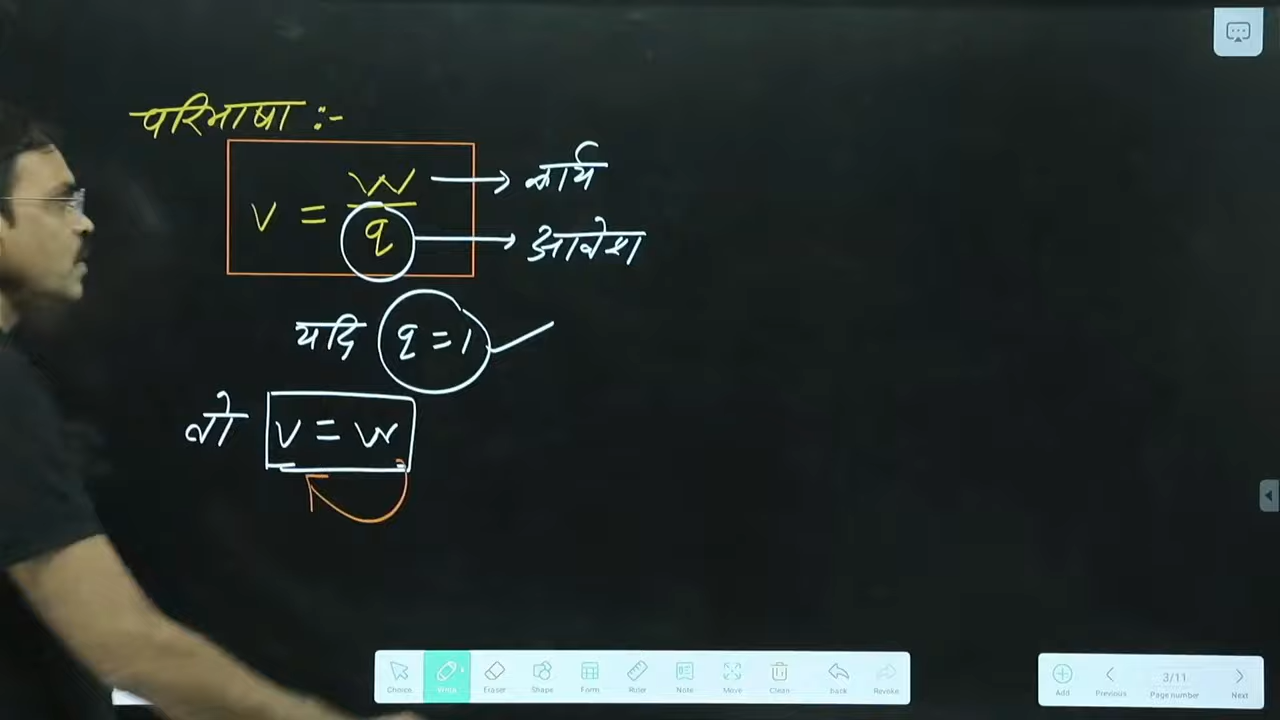 परिभाषा :-
V = W/q
→ कार्य
→ आवेश
यदि q = 1
तो V = W
Choice Write Eraser Shape Form Ruler Note Move Clean back Revoke
Add Previous 3/11 Page number Next